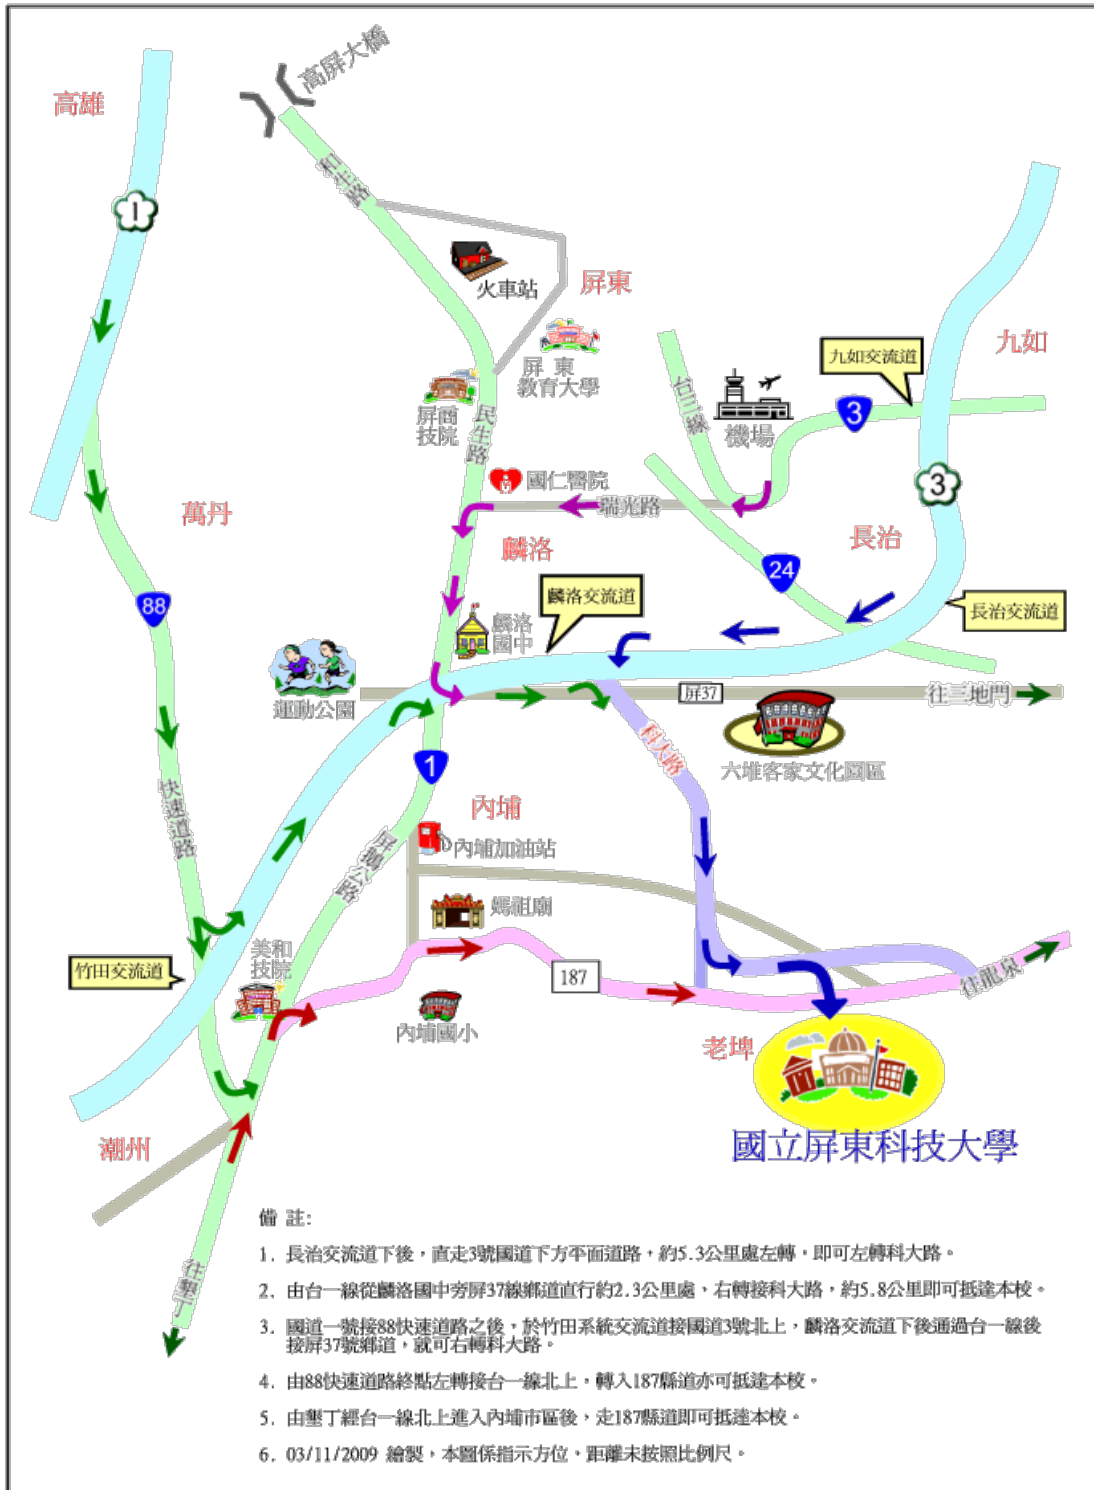 高屏大橋
高雄
和生路
1
火車站
屏東
九如
九如交流道
屏東
教育大學
台三線
3
屏商
技院
民生路
機場
國仁醫院
瑞光路
3
萬丹
麟洛
長治
24
88
麟洛交流道
長治交流道
麟洛
國中
運動公園
屏37
往三地門
科大路
六堆客家文化園區
1
快速道路
內埔
屏鵝公路
內埔加油站
媽祖廟
美和
技院
竹田交流道
187
往龍泉
內埔國小
老埤
潮州
國立屏東科技大學
往墾丁
備 註:
1. 長治交流道下後，直走3號國道下方平面道路，約5.3公里處左轉，即可左轉科大路。
2. 由台一線從麟洛國中旁屏37線鄉道直行約2.3公里處、右轉接科大路，約5.8公里即可抵達本校。
3. 國道一號接88快速道路之後，於竹田系統交流道接國道3號北上，麟洛交流道下後通過台一線後
接屏37號鄉道，就可右轉科大路。
4. 由88快速道路終點左轉接台一線北上，轉入187縣道亦可抵達本校。
5. 由墾丁經台一線北上進入內埔市區後，走187縣道即可抵達本校。
6. 03/11/2009 繪製，本圖係指示方位，距離未按照比例尺。